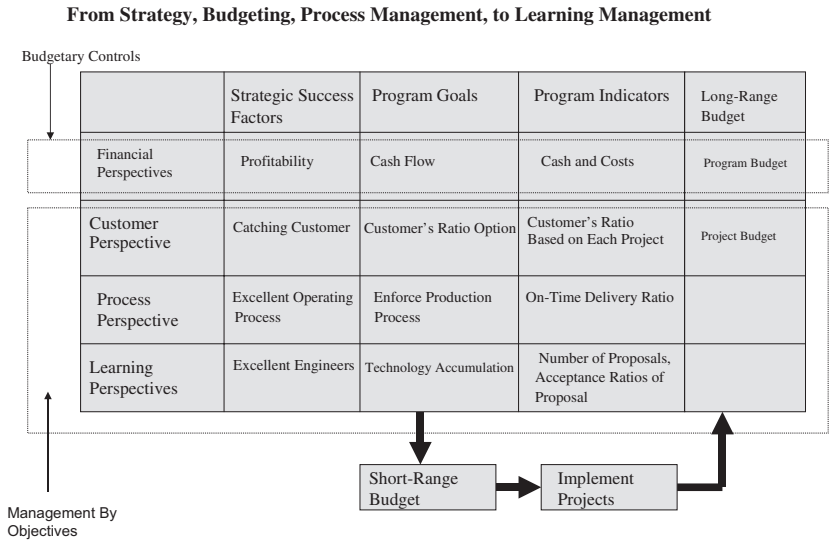 From Strategy, Budgeting, Process Management, to Learning Management
Budgetary Controls
Strategic Success
Factors
Program Goals
Program Indicators
Long-Range
Budget
Financial
Perspectives
Profitability
Cash Flow
Cash and Costs
Program Budget
Customer
Perspective
Catching Customer
Customer's Ratio Option
Customer's Ratio
Based on Each Project
Project Budget
Process
Perspective
Excellent Operating
Process
Enforce Production
Process
On-Time Delivery Ratio
Learning
Perspectives
Excellent Engineers
Technology Accumulation
Number of Proposals,
Acceptance Ratios of
Proposal
Short-Range
Budget
Implement
Projects
Management By
Objectives